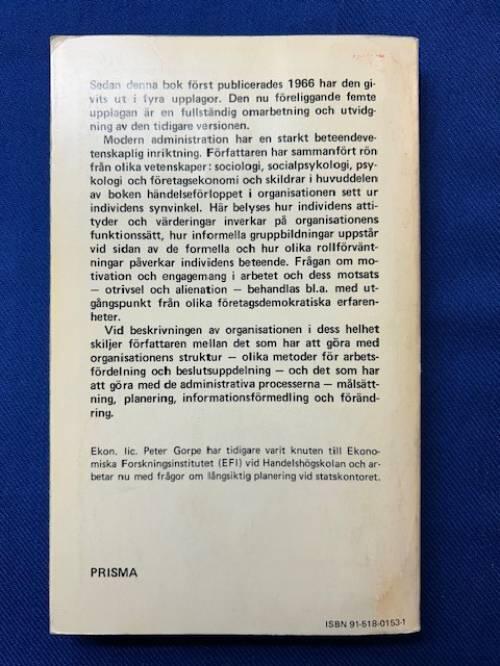 Sedan denna bok först publicerades 1966 har den gi-
vits ut i fyra upplagor. Den nu föreliggande femte
upplagan är en fullständig omarbetning och utvidg-
ning av den tidigare versionen.
Modern administration har en starkt beteendeve-
tenskaplig inriktning. Författaren har sammanfört rön
från olika vetenskaper: sociologi, socialpsykologi, psy-
kologi och företagsekonomi och skildrar i huvuddelen
av boken händelseförloppet i organisationen sett ur
individens synvinkel. Här belyses hur individens atti-
tyder och värderingar inverkar på organisationens
funktionssätt, hur informella gruppbildningar uppstår
vid sidan av de formella och hur olika rollförvänt-
ningar påverkar individens beteende. Frågan om mo-
tivation och engagemang i arbetet och dess motsats
— otrivsel och alienation — behandlas bl.a. med ut-
gångspunkt från olika företagsdemokratiska erfaren-
heter.
Vid beskrivningen av organisationen i dess helhet
skiljer författaren mellan det som har att göra med
organisationens struktur — olika metoder för arbets-
fördelning och beslutsuppdelning — och det som har
att göra med de administrativa processerna — målsätt-
ning, planering, informationsförmedling och föränd-
ring.
Ekon. lic. Peter Gorpe har tidigare varit knuten till Ekono-
miska Forskningsinstitutet (EFI) vid Handelshögskolan och ar-
betar nu med frågor om långsiktig planering vid statskontoret.
PRISMA
ISBN 91-518-0153-1